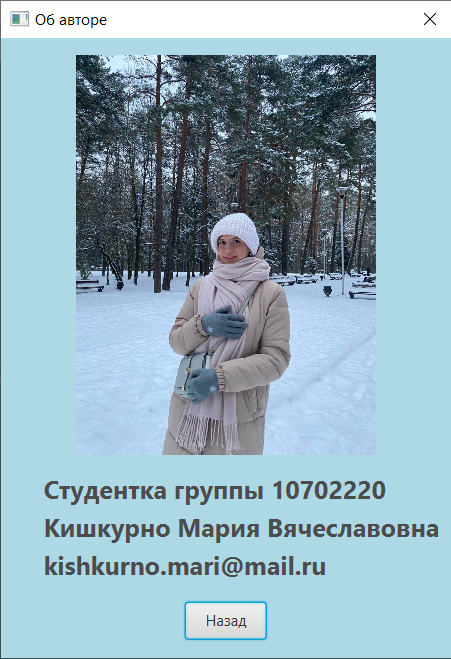 Об авторе
Студентка группы 10702220
Кишкурно Мария Вячеславовна
kishkurno.mari@mail.ru
Назад